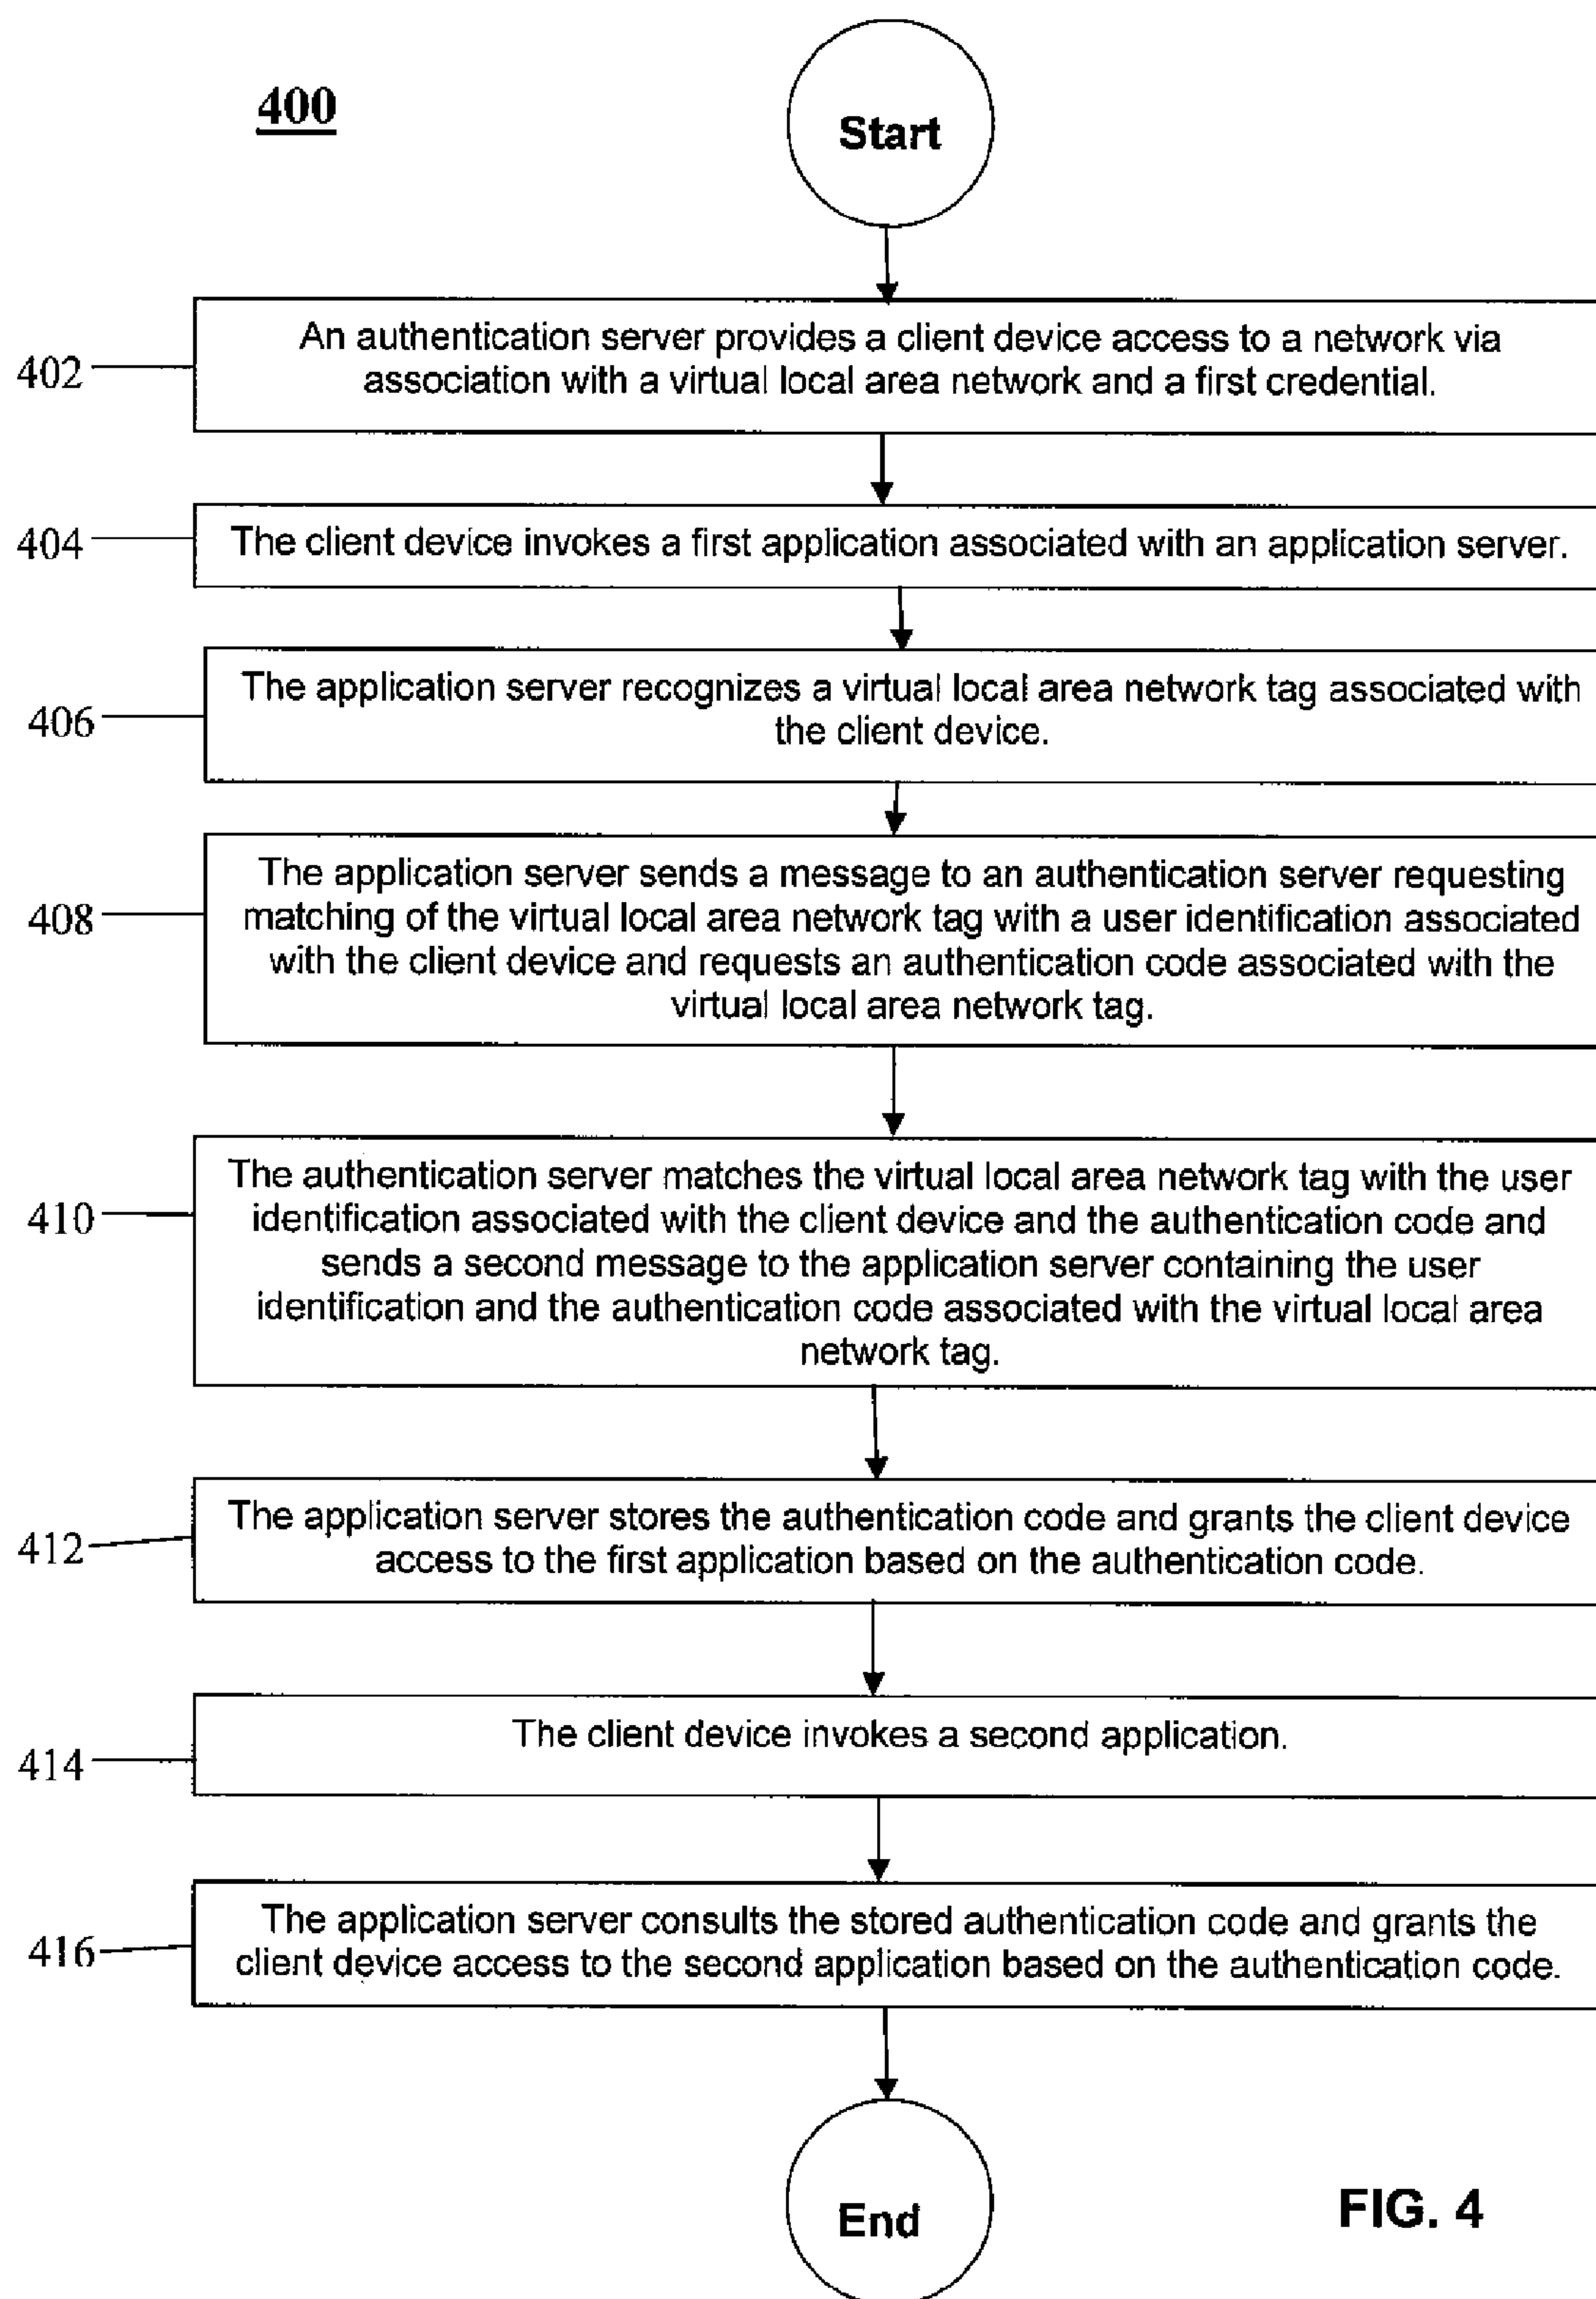 400
Start
402
An authentication server provides a client device access to a network via
association with a virtual local area network and a first credential.
404
The client device invokes a first application associated with an application server.
406
The application server recognizes a virtual local area network tag associated with
the client device.
408
The application server sends a message to an authentication server requesting
matching of the virtual local area network tag with a user identification associated
with the client device and requests an authentication code associated with the
virtual local area network tag.
410
The authentication server matches the virtual local area network tag with the user
identification associated with the client device and the authentication code and
sends a second message to the application server containing the user
identification and the authentication code associated with the virtual local area
network tag.
412
The application server stores the authentication code and grants the client device
access to the first application based on the authentication code.
414
The client device invokes a second application.
416
The application server consults the stored authentication code and grants the
client device access to the second application based on the authentication code.
End
FIG. 4